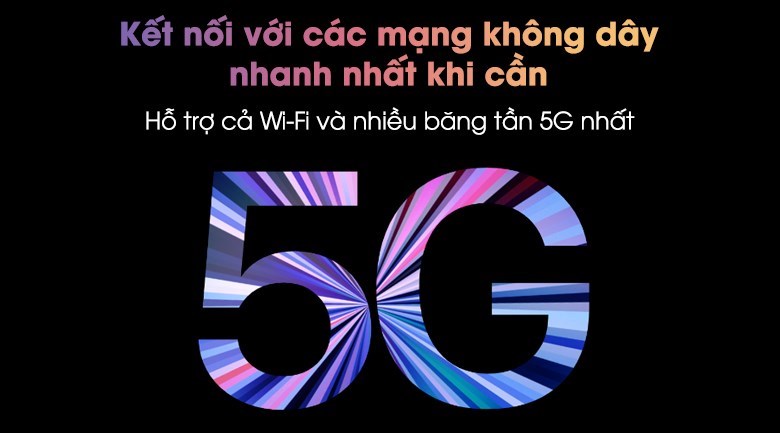 Kết nối với các mạng không dây
nhanh nhất khi cần
Hỗ trợ cả Wi-Fi và nhiều băng tần 5G nhất
5G